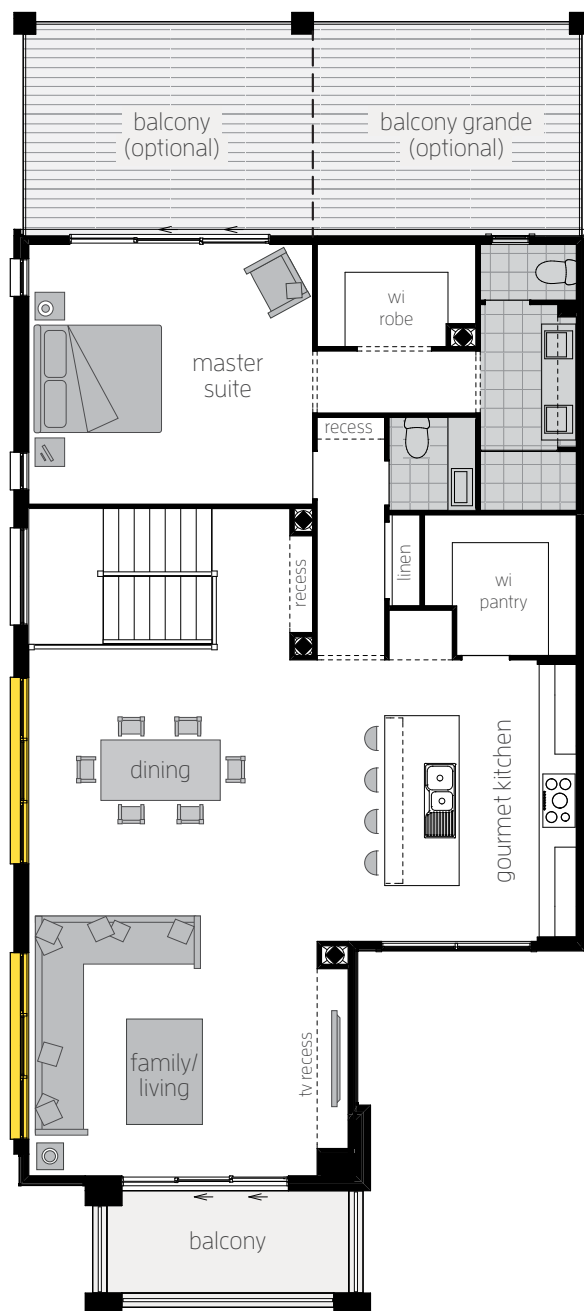 balcony
(optional)
balcony grande
(optional)
wi
robe
master
suite
recess
recess
linen
wi
pantry
dining
gourmet kitchen
family/
living
tv recess
balcony